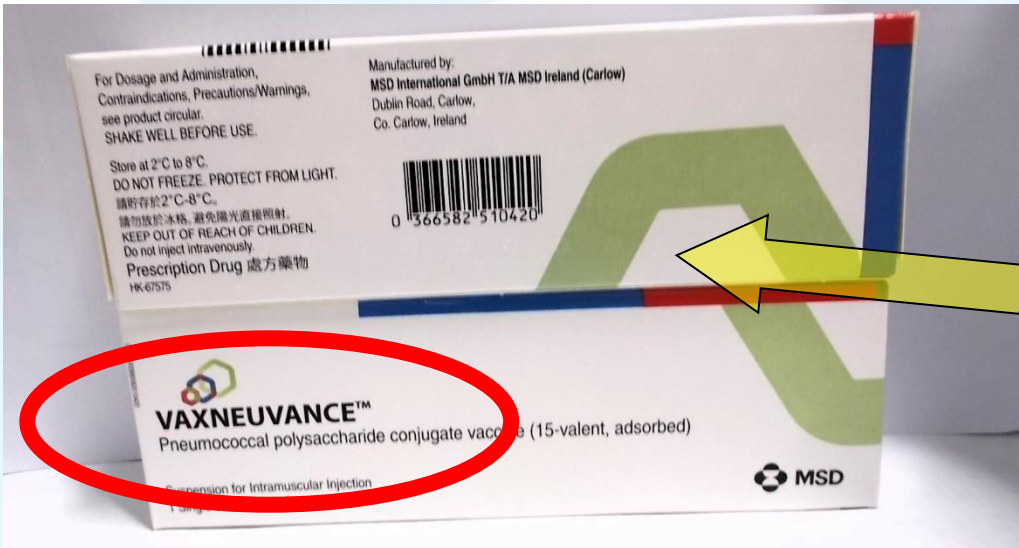 For Dosage and Administration,
Contraindications, Precautions/Warnings,
see product circular.
SHAKE WELL BEFORE USE.
Store at 2°C to 8°C.
DO NOT FREEZE. PROTECT FROM LIGHT.
請貯存於2°C-8°C。
請勿放於冰格, 避免陽光直接照射.
KEEP OUT OF REACH OF CHILDREN.
Do not inject intravenously.
Prescription Drug 處方藥物
HK-67575
Manufactured by:
MSD International GmbH T/A MSD Ireland (Carlow)
Dublin Road, Carlow,
Co. Carlow, Ireland
0 366582 510420
VAXNEUVANCE™
Pneumococcal polysaccharide conjugate (15-valent, adsorbed)
Suspension for Intramuscular Injection
1
MSD